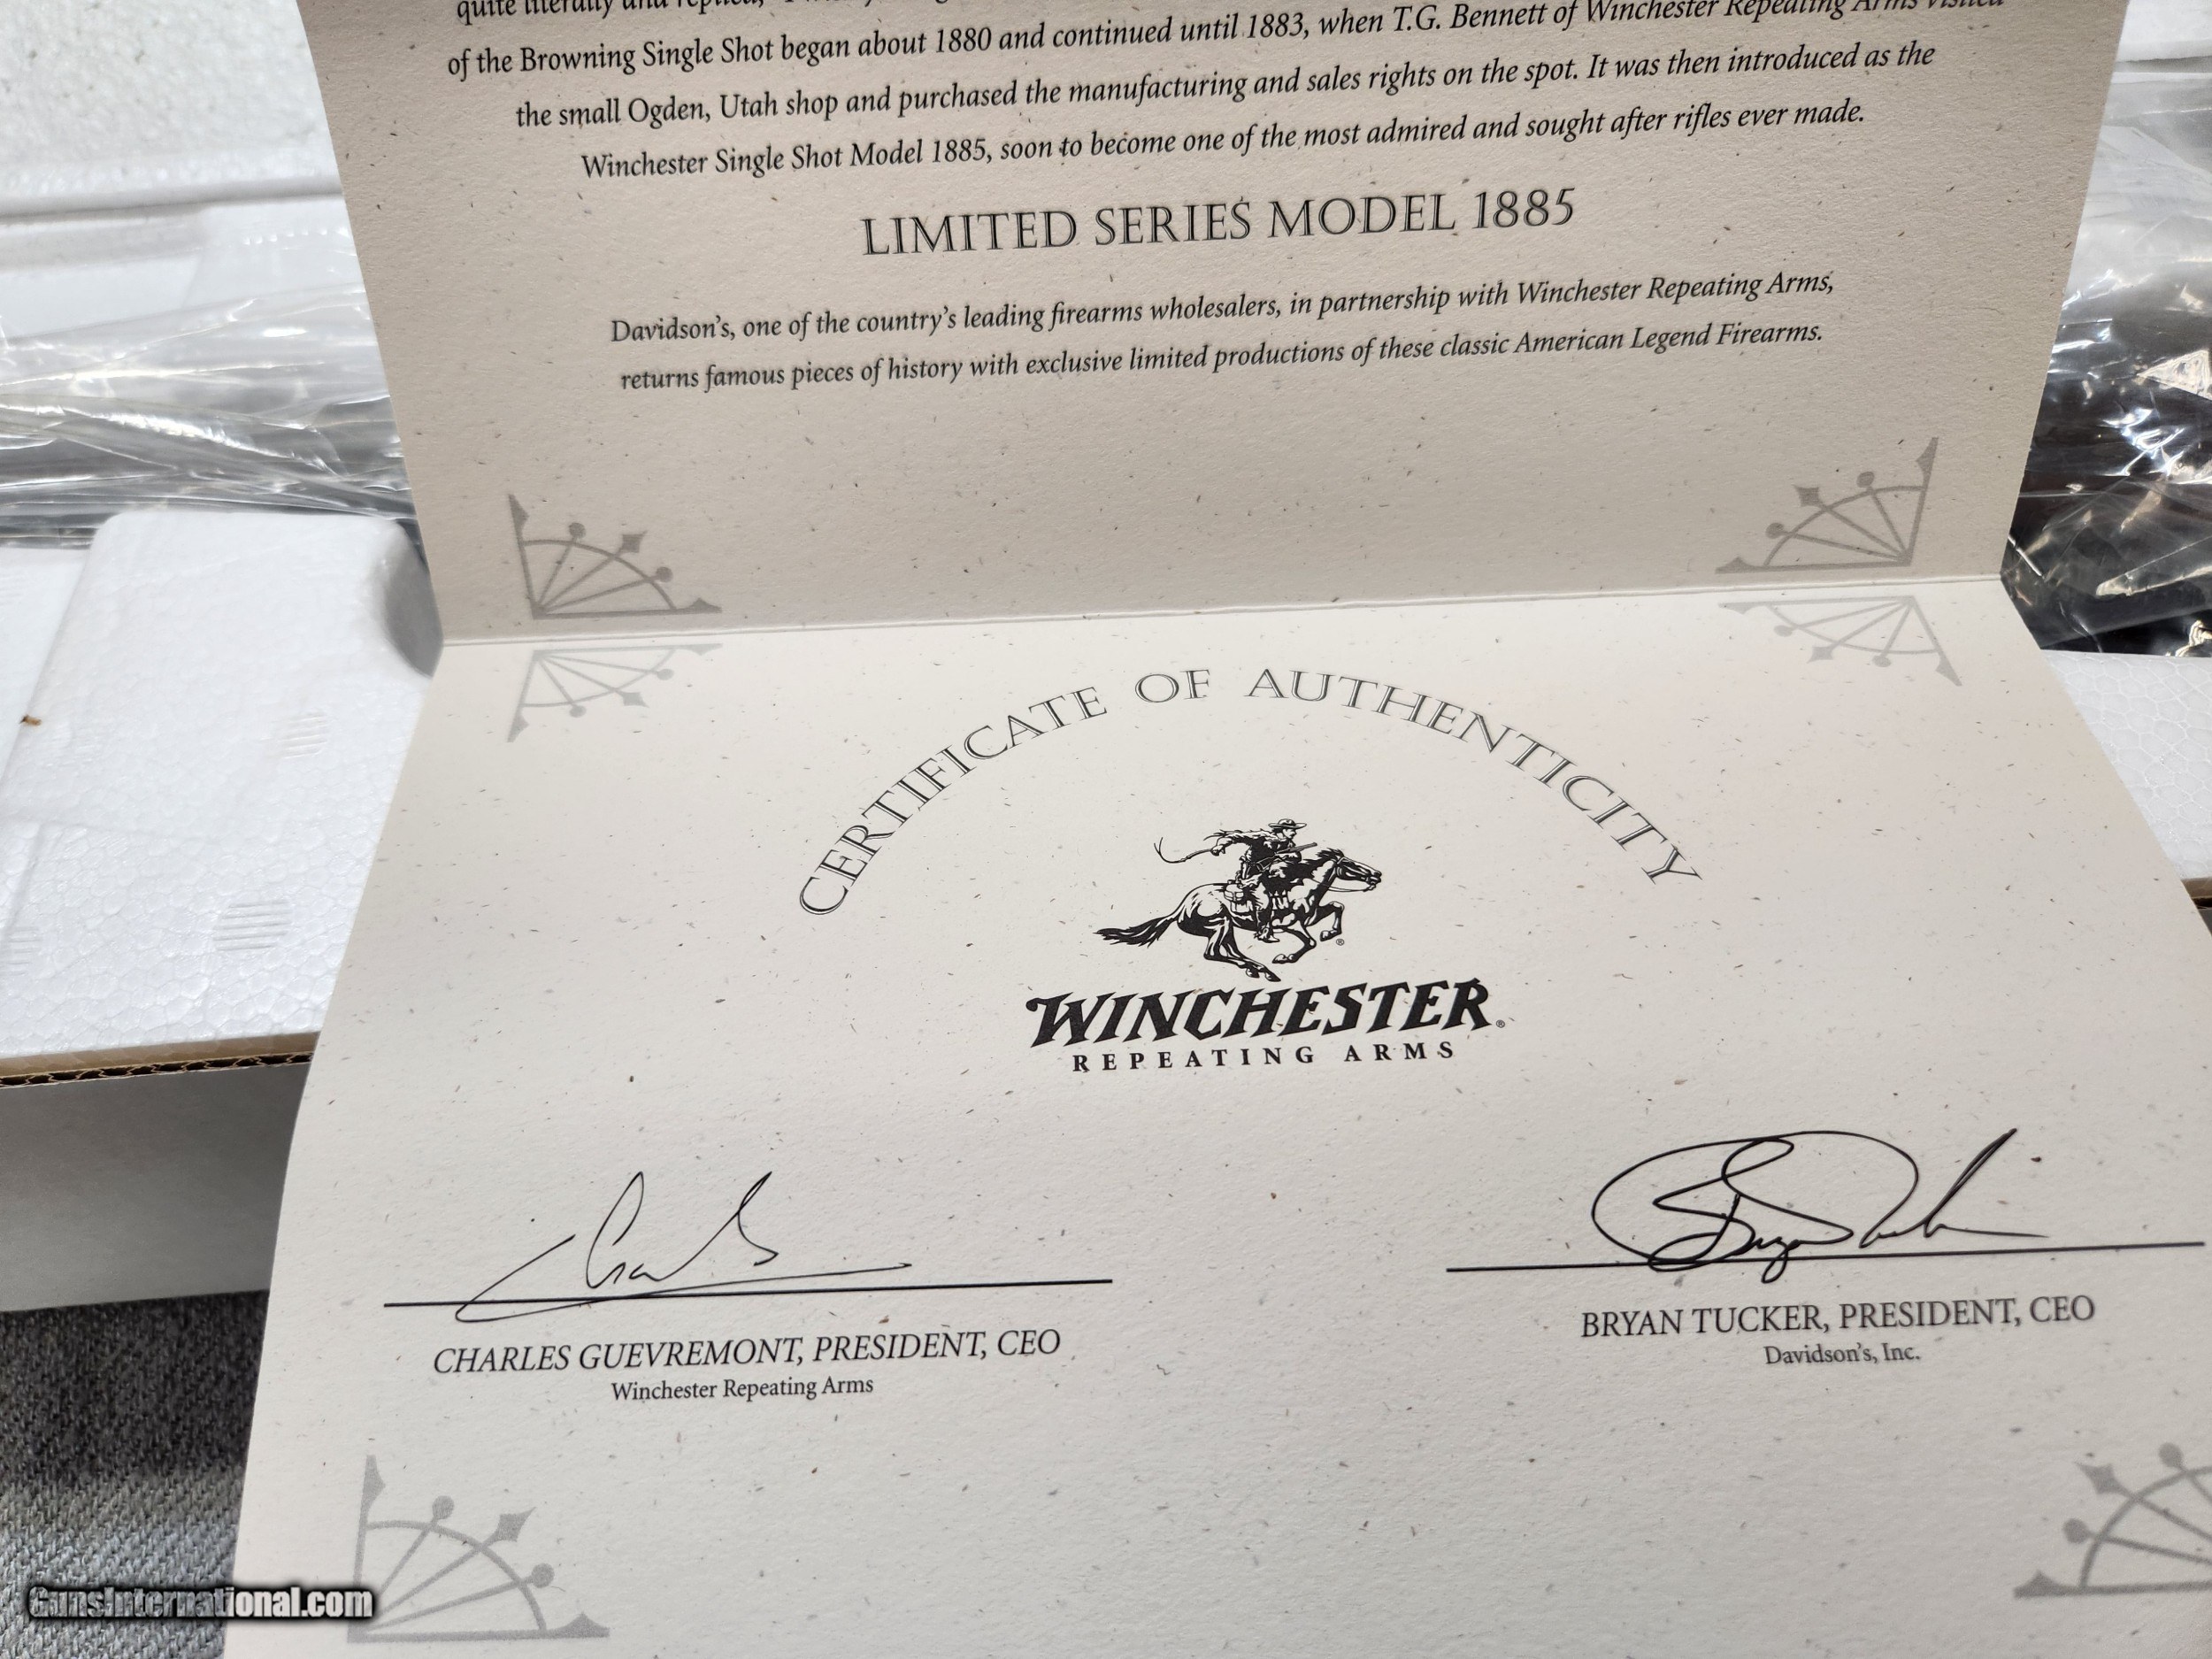 quite literally and replied,
of the Browning Single Shot began about 1880 and continued until 1883, when T.G. Bennett of Winchester Repeating Arms visited
the small Ogden, Utah shop and purchased the manufacturing and sales rights on the spot. It was then introduced as the
Winchester Single Shot Model 1885, soon to become one of the most admired and sought after rifles ever made.
LIMITED SERIES MODEL 1885
Davidson's, one of the country's leading firearms wholesalers, in partnership with Winchester Repeating Arms,
returns famous pieces of history with exclusive limited productions of these classic American Legend Firearms.
CERTIFICATE OF AUTHENTICITY
WINCHESTER®
REPEATING ARMS
CHARLES GUEVREMONT, PRESIDENT, CEO
Winchester Repeating Arms
BRYAN TUCKER, PRESIDENT, CEO
Davidson's, Inc.
GunsInternational.com